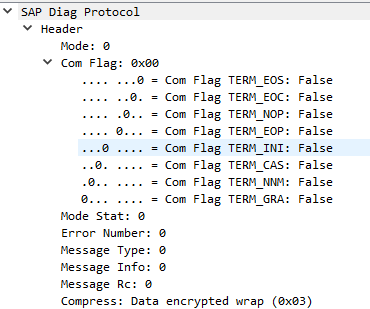 SAP Diag Protocol
Header
Mode: 0
Com Flag: 0x00
.... ...0 = Com Flag TERM_EOS: False
.... ..0. = Com Flag TERM_EOC: False
.... .0.. = Com Flag TERM_NOP: False
.... 0... = Com Flag TERM_EOP: False
...0 .... = Com Flag TERM_INI: False
..0. .... = Com Flag TERM_CAS: False
.0.. .... = Com Flag TERM_NNM: False
0... .... = Com Flag TERM_GRA: False
Mode Stat: 0
Error Number: 0
Message Type: 0
Message Info: 0
Message Rc: 0
Compress: Data encrypted wrap (0x03)